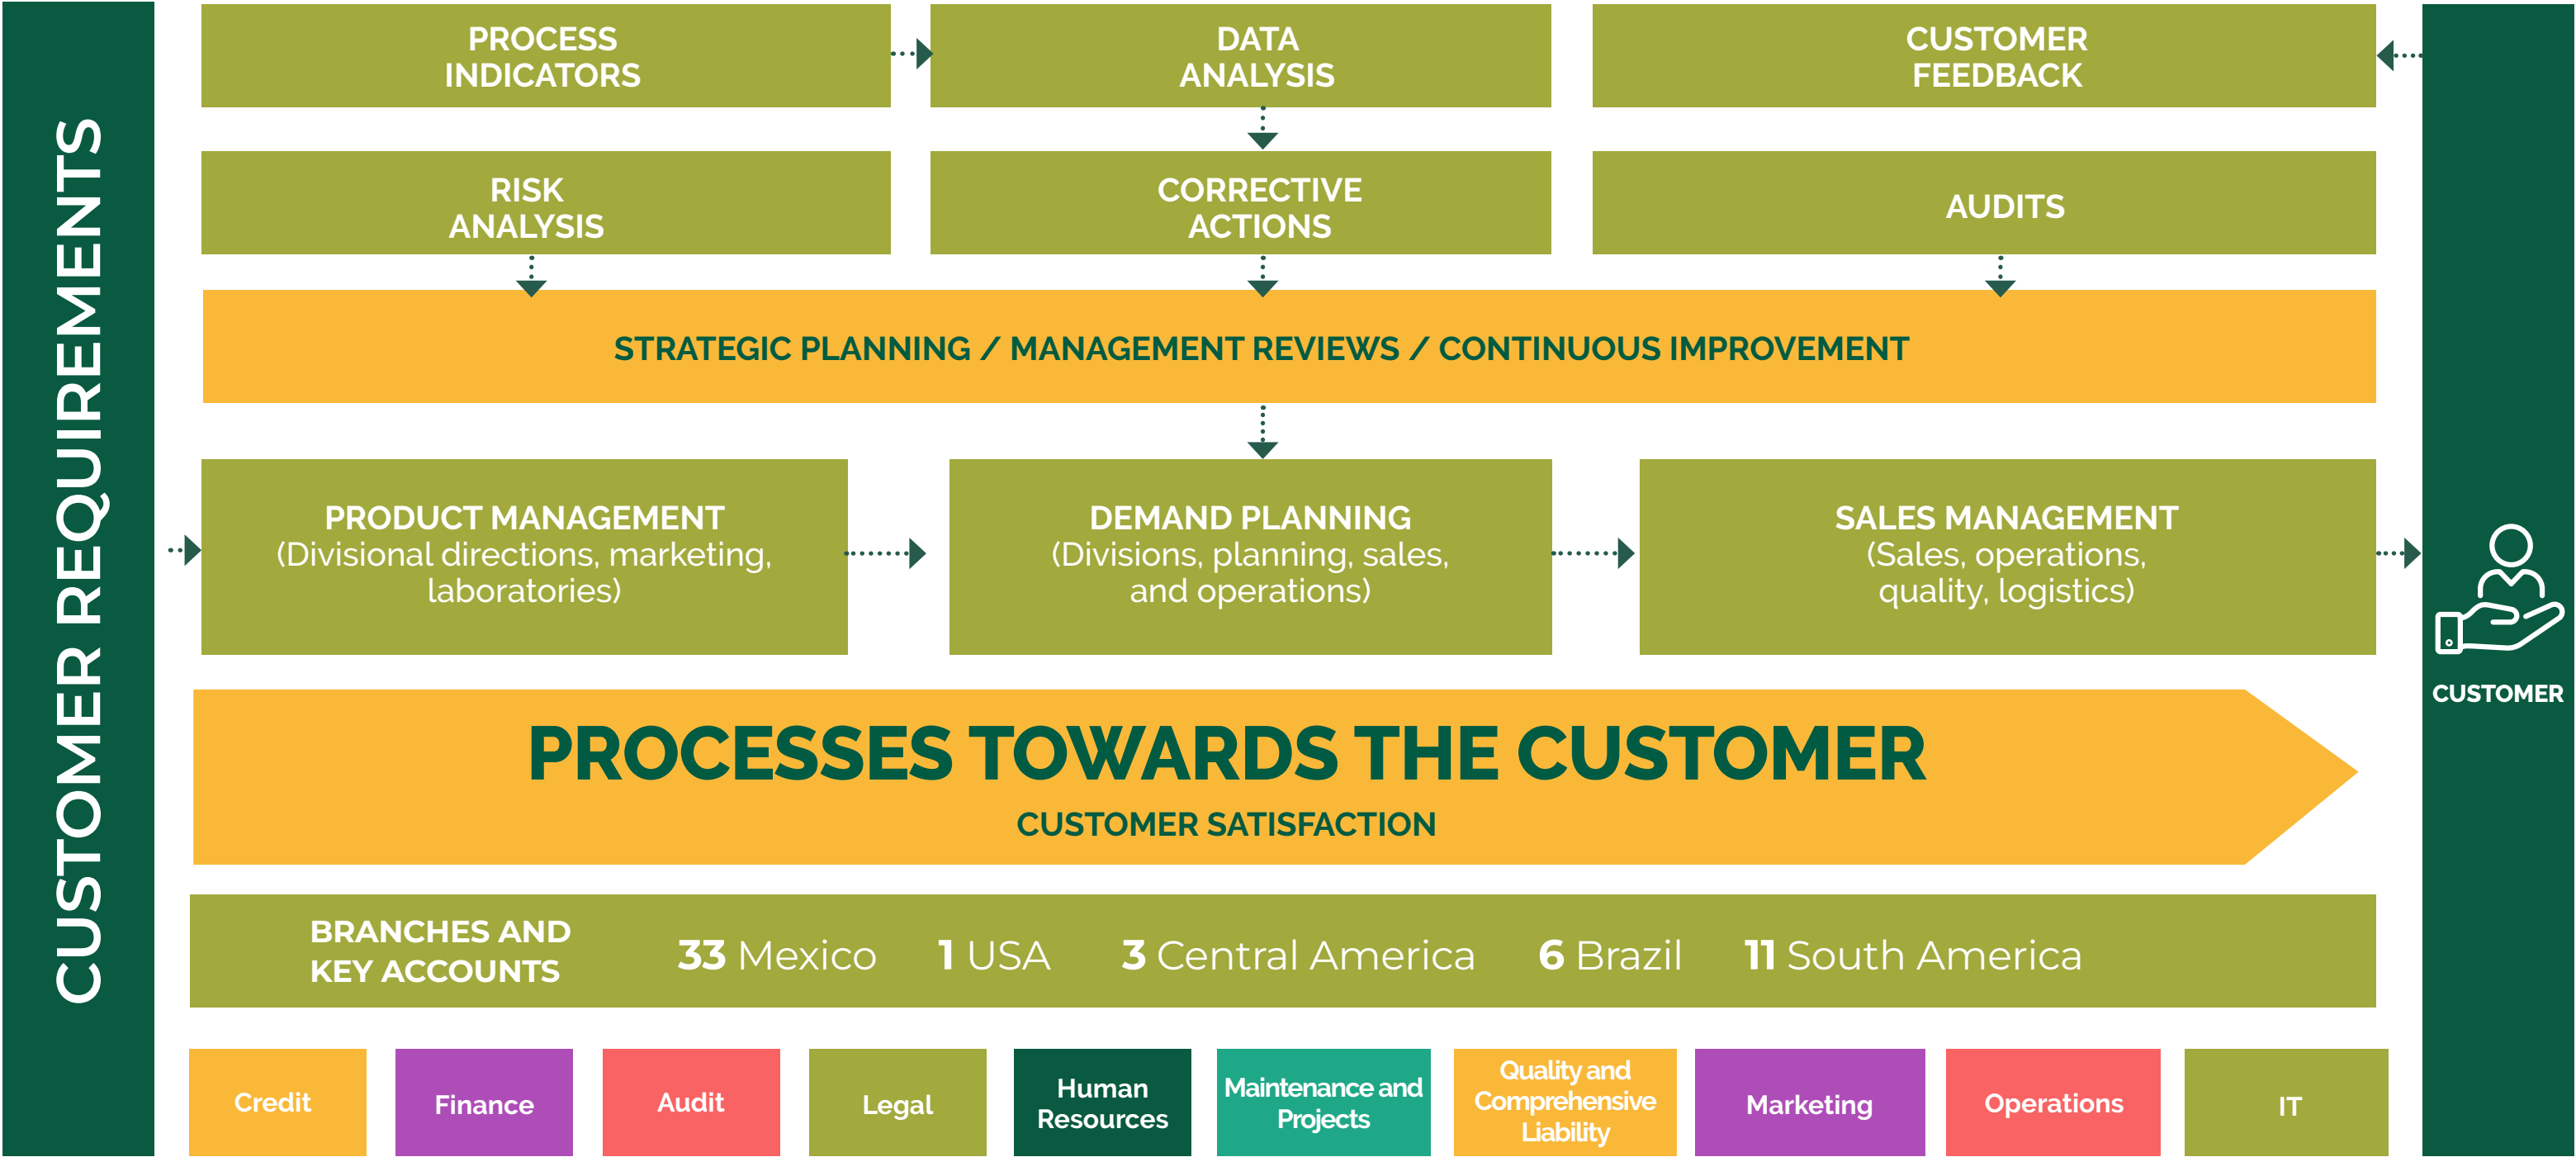 CUSTOMER REQUIREMENTS
PROCESS
INDICATORS
DATA
ANALYSIS
CUSTOMER
FEEDBACK
RISK
ANALYSIS
CORRECTIVE
ACTIONS
AUDITS
STRATEGIC PLANNING / MANAGEMENT REVIEWS / CONTINUOUS IMPROVEMENT
PRODUCT MANAGEMENT
(Divisional directions, marketing,
laboratories)
DEMAND PLANNING
(Divisions, planning, sales,
and operations)
SALES MANAGEMENT
(Sales, operations,
quality, logistics)
CUSTOMER
PROCESSES TOWARDS THE CUSTOMER
CUSTOMER SATISFACTION
BRANCHES AND
KEY ACCOUNTS
33 Mexico
1 USA
3 Central America
6 Brazil
11 South America
Credit
Finance
Audit
Legal
Human
Resources
Maintenance and
Projects
Quality and
Comprehensive
Liability
Marketing
Operations
IT